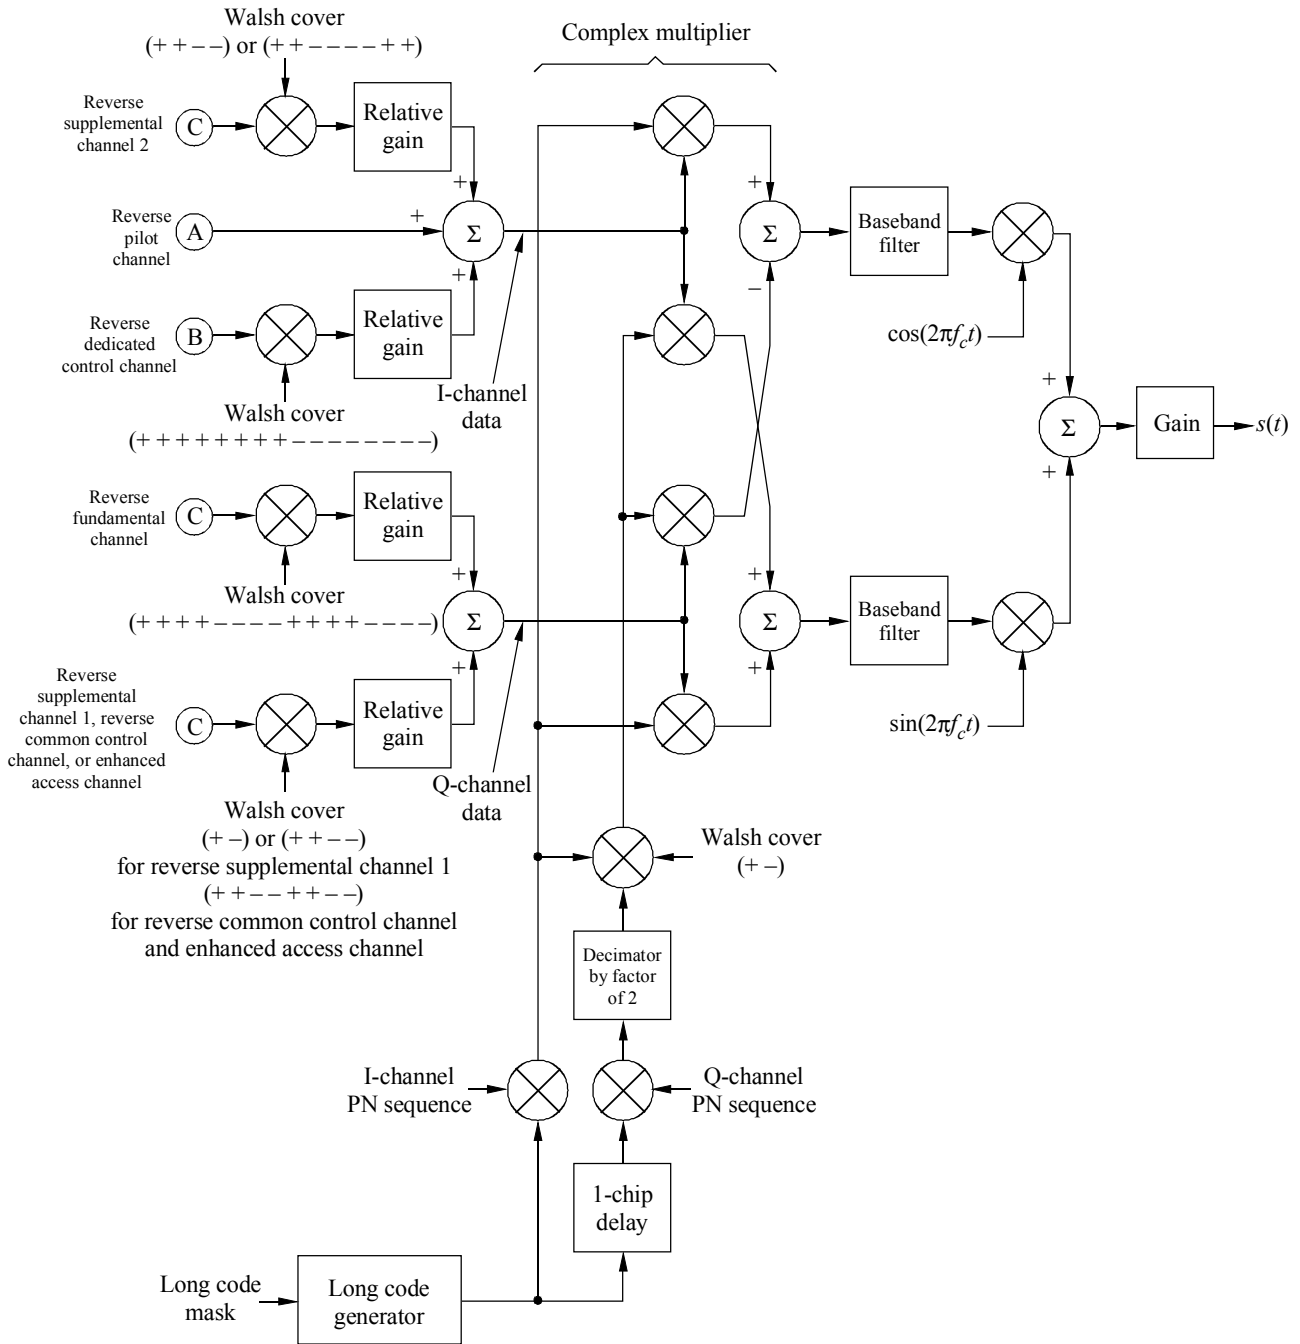 Walsh cover
(+ + – –) or (+ + – – – – + +)
Complex multiplier
Reverse
supplemental
channel 2
C
Relative
gain
+
+
Reverse
pilot
channel
A
+
Σ
Σ
Baseband
filter
+
–
Reverse
dedicated
control channel
B
Relative
gain
cos(2πf_ct)
I-channel
data
Walsh cover
(+ + + + + + + + – – – – – – – –)
+
Σ
Gain
s(t)
+
Reverse
fundamental
channel
C
Relative
gain
+
+
Walsh cover
(+ + + + – – – – + + + + – – – –)
Σ
Σ
Baseband
filter
+
+
Reverse
supplemental
channel 1, reverse
common control
channel, or enhanced
access channel
C
Relative
gain
sin(2πf_ct)
Q-channel
data
Walsh cover
(+ –) or (+ + – –)
for reverse supplemental channel 1
(+ + – – + + – –)
for reverse common control channel
and enhanced access channel
Walsh cover
(+ –)
Decimator
by factor
of 2
I-channel
PN sequence
Q-channel
PN sequence
1-chip
delay
Long code
mask
Long code
generator